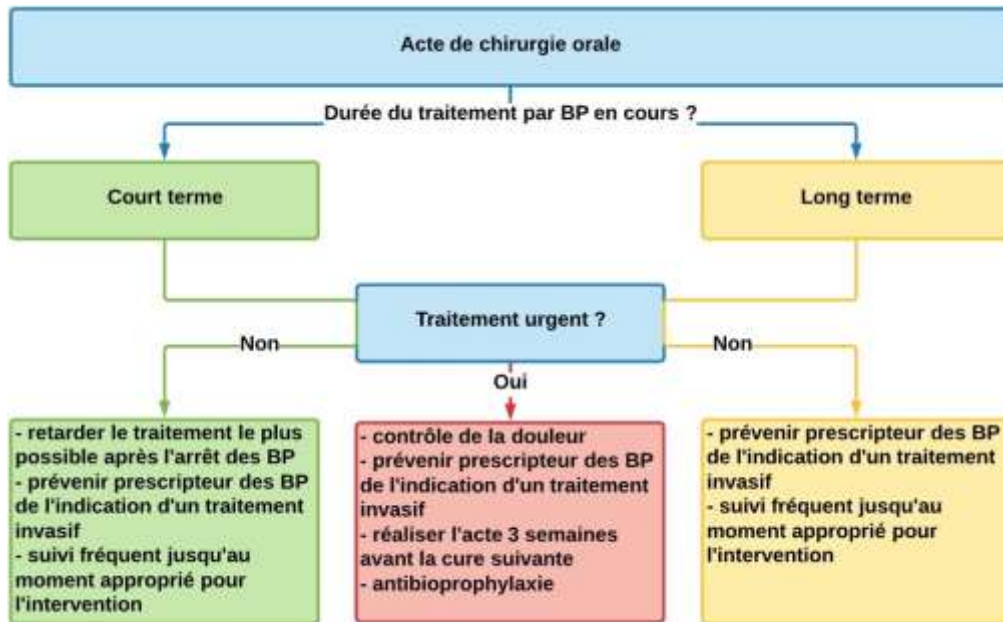 Acte de chirurgie orale
Durée du traitement par BP en cours ?
Court terme
Long terme
Traitement urgent ?
Non
Non
Oui
- retarder le traitement le plus
possible après l'arrêt des BP
- prévenir prescripteur des BP
de l'indication d'un traitement
invasif
- suivi fréquent jusqu'au
moment approprié pour
l'intervention
- contrôle de la douleur
- prévenir prescripteur des BP
de l'indication d'un traitement
invasif
- réaliser l'acte 3 semaines
avant la cure suivante
- antibioprophylaxie
- prévenir prescripteur des BP
de l'indication d'un traitement
invasif
- suivi fréquent jusqu'au
moment approprié pour
l'intervention